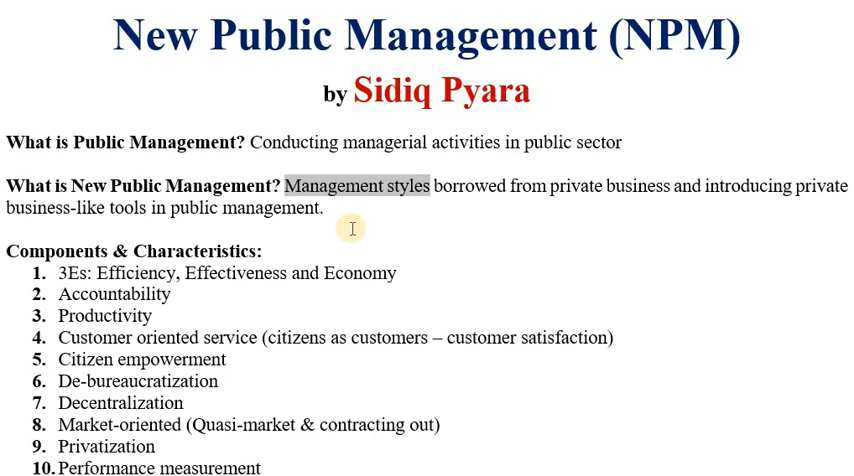 New Public Management (NPM)
by Sidiq Pyara
What is Public Management? Conducting managerial activities in public sector
What is New Public Management? Management styles borrowed from private business and introducing private
business-like tools in public management.
Components & Characteristics:
1. 3Es: Efficiency, Effectiveness and Economy
2. Accountability
3. Productivity
4. Customer oriented service (citizens as customers – customer satisfaction)
5. Citizen empowerment
6. De-bureaucratization
7. Decentralization
8. Market-oriented (Quasi-market & contracting out)
9. Privatization
10. Performance measurement